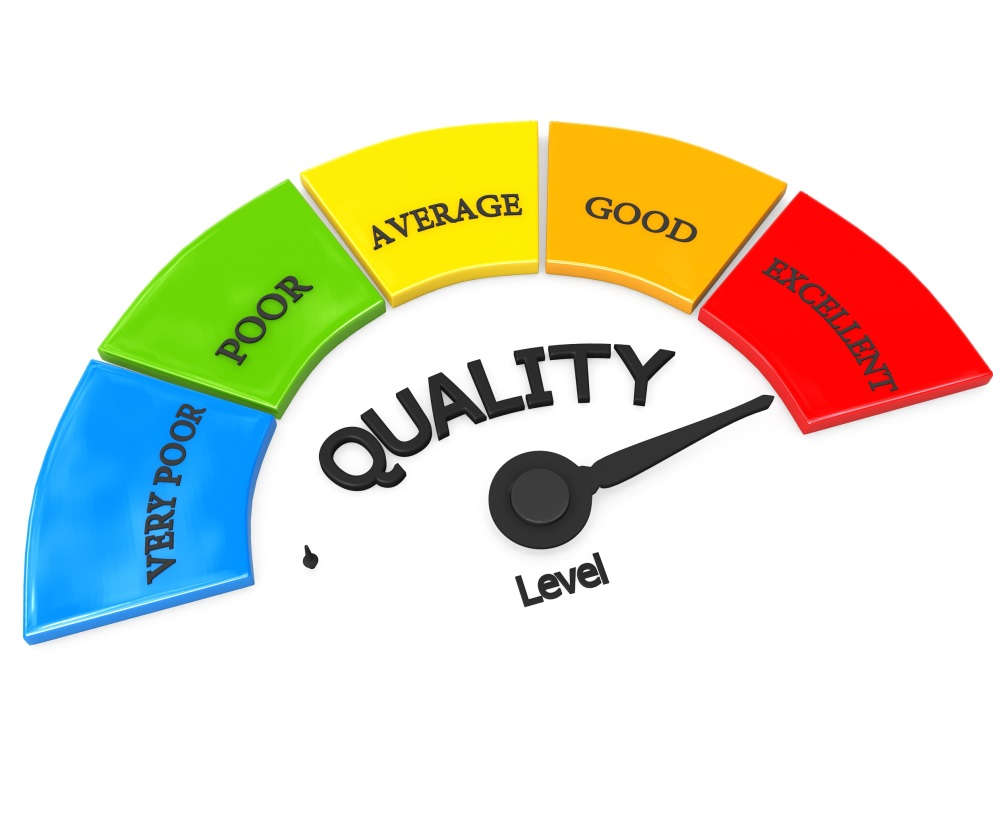 VERY POOR
POOR
AVERAGE
GOOD
EXCELLENT
QUALITY
Level